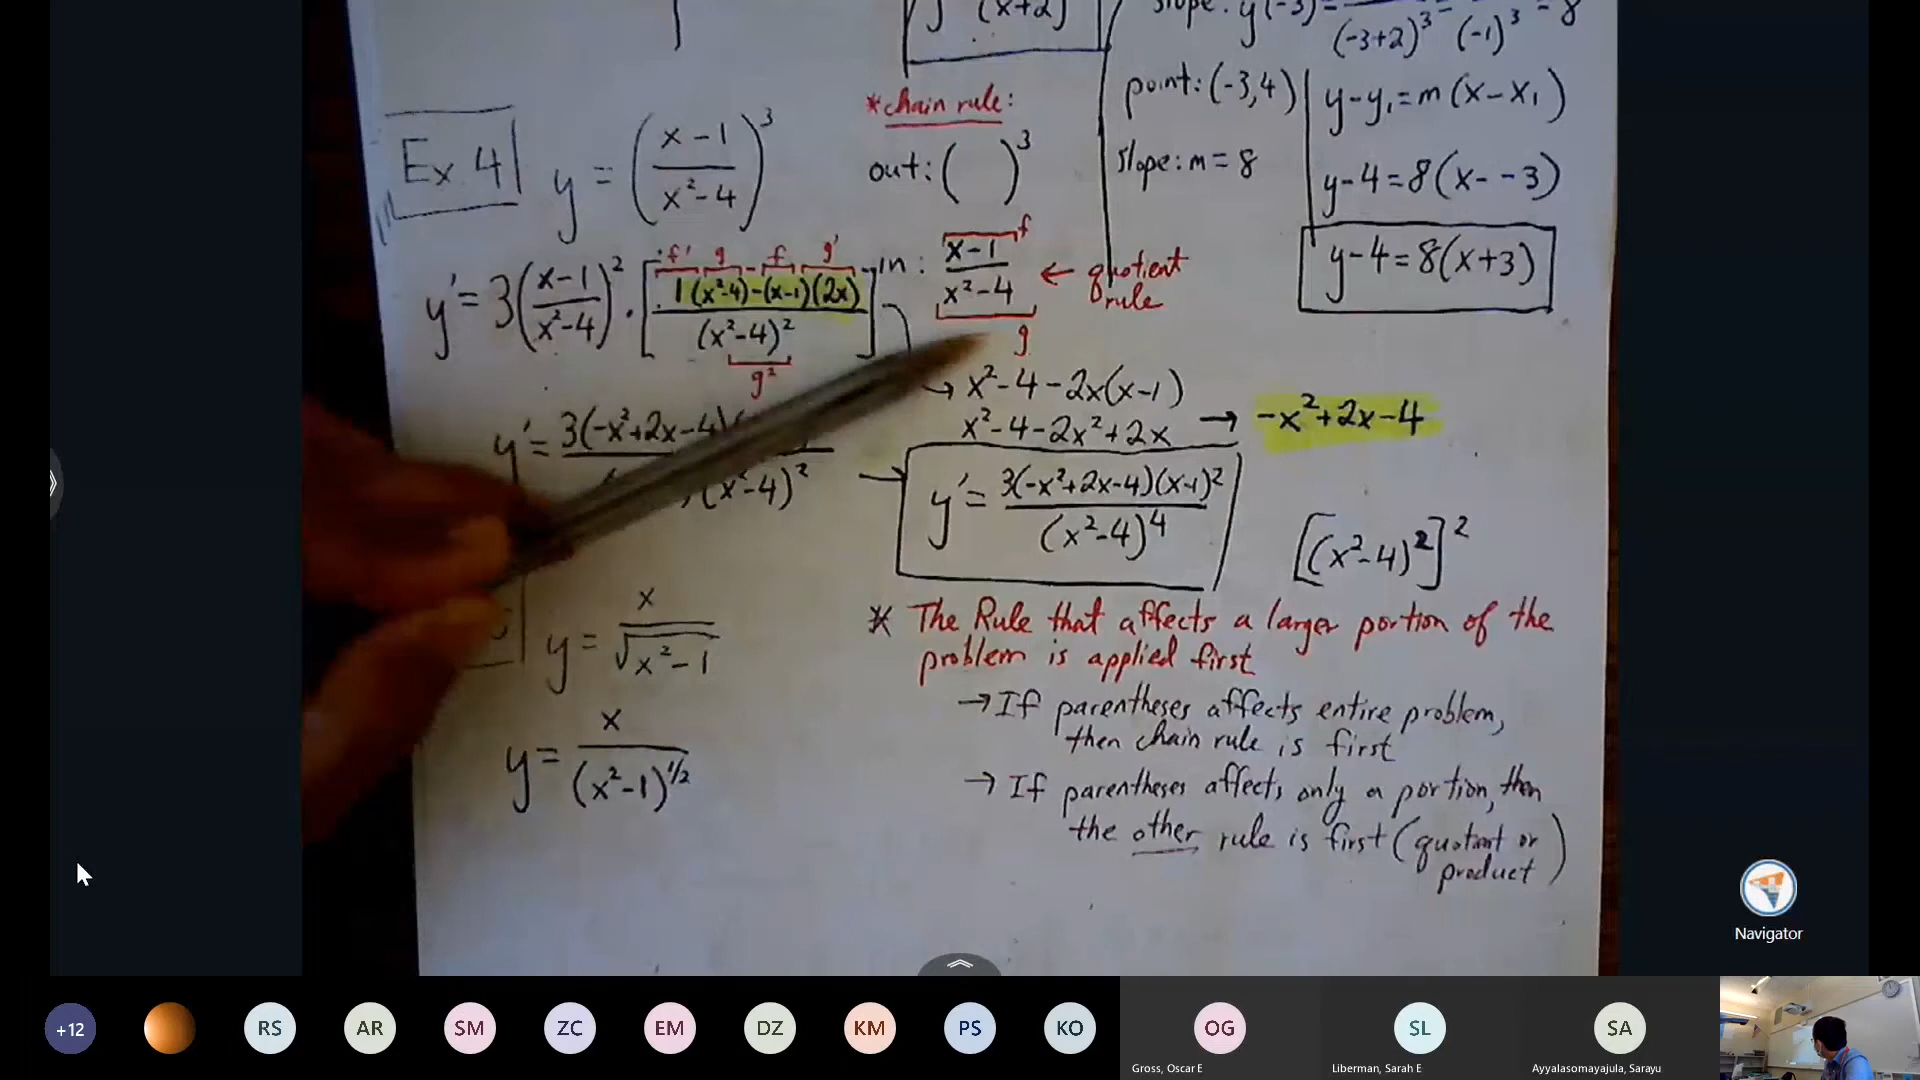 (x+2)
slope: y'(-3) = = 8
(-3+2)³ (-1)³
point: (-3,4)
slope: m = 8
y-y₁=m(x-x₁)
y-4=8(x--3)
y-4=8(x+3)
Ex 4
y = ((x-1)/(x²-4))³
*chain rule:
out: ( )³
in: (x-1)/(x²-4)
f
g
← quotient
rule
f' g - f g'
y' = 3((x-1)/(x²-4))² · [(1(x²-4)-(x-1)(2x))/(x²-4)²]
g²
→ x²-4-2x(x-1)
x²-4-2x²+2x → -x²+2x-4
y' = 3(-x²+2x-4)
(x²-4)²
→ y' = (3(-x²+2x-4)(x-1)²)/(x²-4)⁴
[(x²-4)²]²
y = x/√(x²-1)
y = x/(x²-1)^(1/2)
* The Rule that affects a larger portion of the
problem is applied first
→ If parentheses affects entire problem,
then chain rule is first
→ If parentheses affects only a portion, then
the other rule is first (quotient or
product)
Navigator
+12
RS
AR
SM
ZC
EM
DZ
KM
PS
KO
OG
SL
SA
Gross, Oscar E
Liberman, Sarah E
Ayyalasomayajula, Sarayu